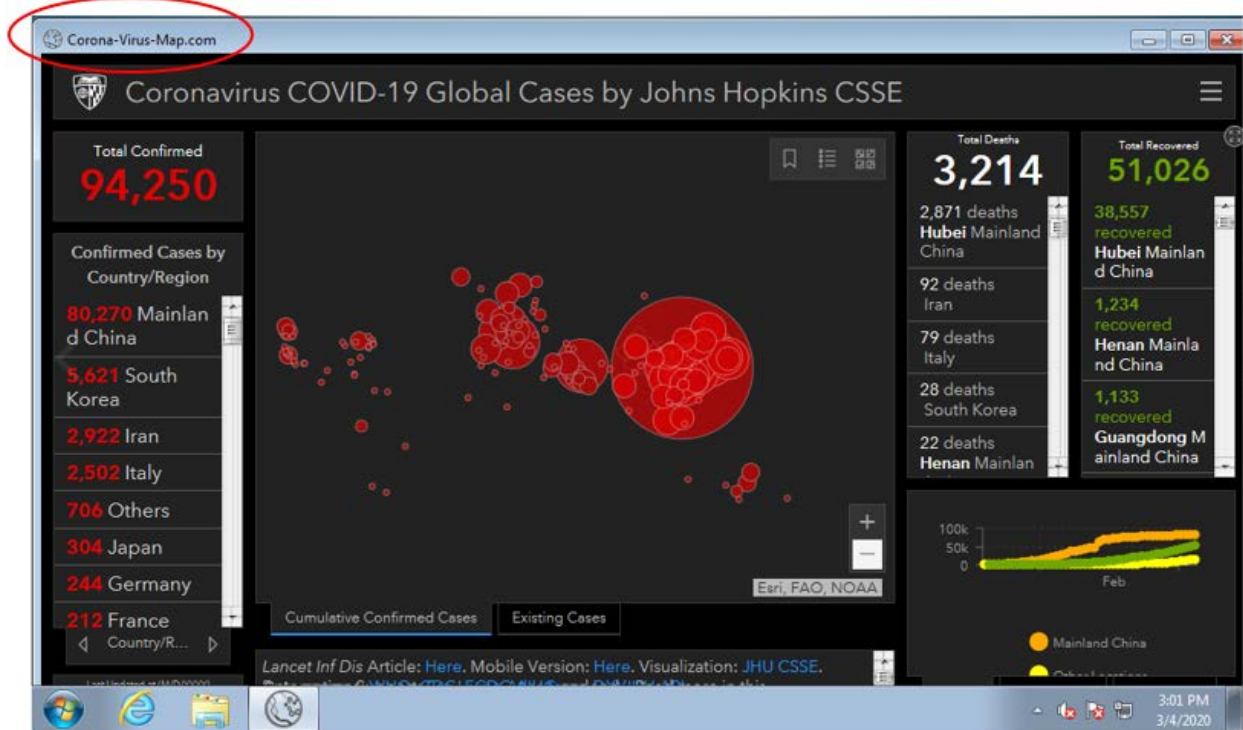 Corona-Virus-Map.com
Coronavirus COVID-19 Global Cases by Johns Hopkins CSSE
Total Confirmed
94,250
Confirmed Cases by
Country/Region
80,270 Mainlan
d China
5,621 South
Korea
2,922 Iran
2,502 Italy
706 Others
304 Japan
244 Germany
212 France
Country/R...
Esri, FAO, NOAA
Cumulative Confirmed Cases
Existing Cases
Lancet Inf Dis Article: Here. Mobile Version: Here. Visualization: JHU CSSE.
Total Deaths
3,214
2,871 deaths
Hubei Mainland
China
92 deaths
Iran
79 deaths
Italy
28 deaths
South Korea
22 deaths
Henan Mainlan
Total Recovered
51,026
38,557
recovered
Hubei Mainlan
d China
1,234
recovered
Henan Mainla
nd China
1,133
recovered
Guangdong M
ainland China
100k
50k
0
Feb
Mainland China
3:01 PM
3/4/2020